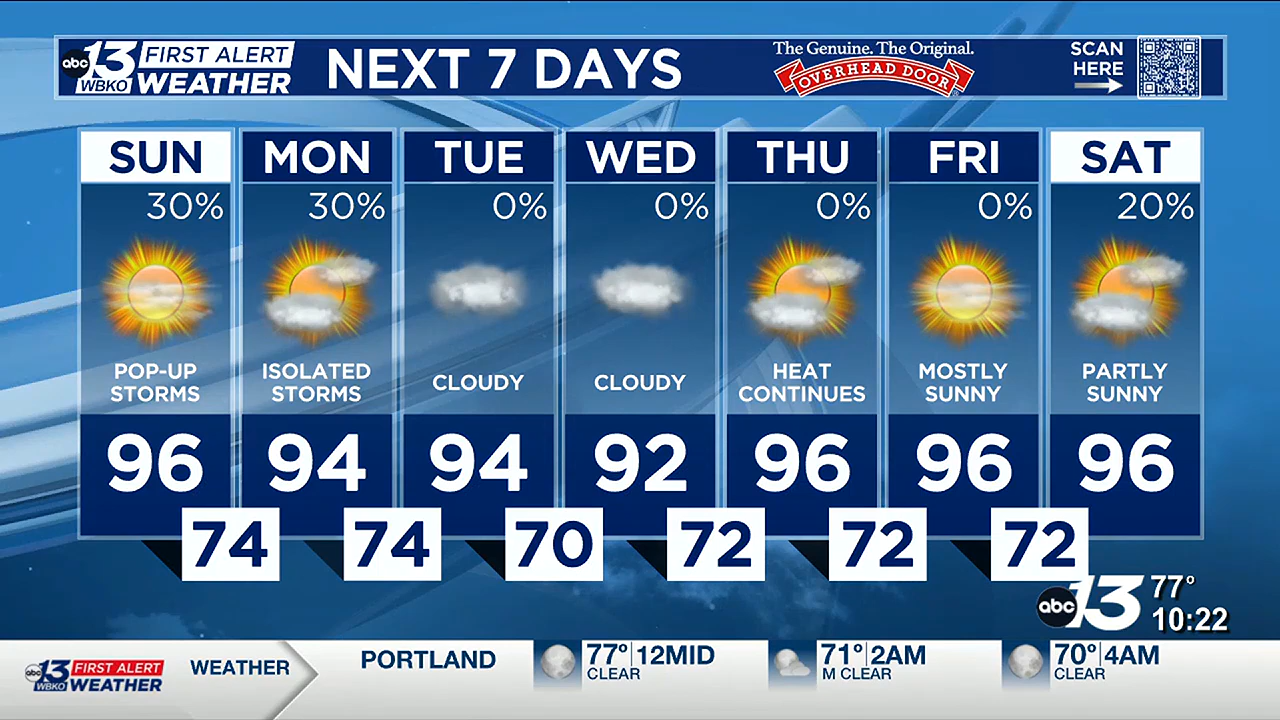 abc 13 WBKO FIRST ALERT WEATHER
NEXT 7 DAYS
The Genuine. The Original.
OVERHEAD DOOR
SCAN
HERE
SUN MON TUE WED THU FRI SAT
30% 30% 0% 0% 0% 0% 20%
POP-UP STORMS
ISOLATED STORMS
CLOUDY
CLOUDY
HEAT CONTINUES
MOSTLY SUNNY
PARTLY SUNNY
96 94 94 92 96 96 96
74 74 70 72 72 72
abc 13 77°
10:22
abc 13 WBKO FIRST ALERT WEATHER
WEATHER
PORTLAND
77° 12MID
CLEAR
71° 2AM
M CLEAR
70° 4AM
CLEAR